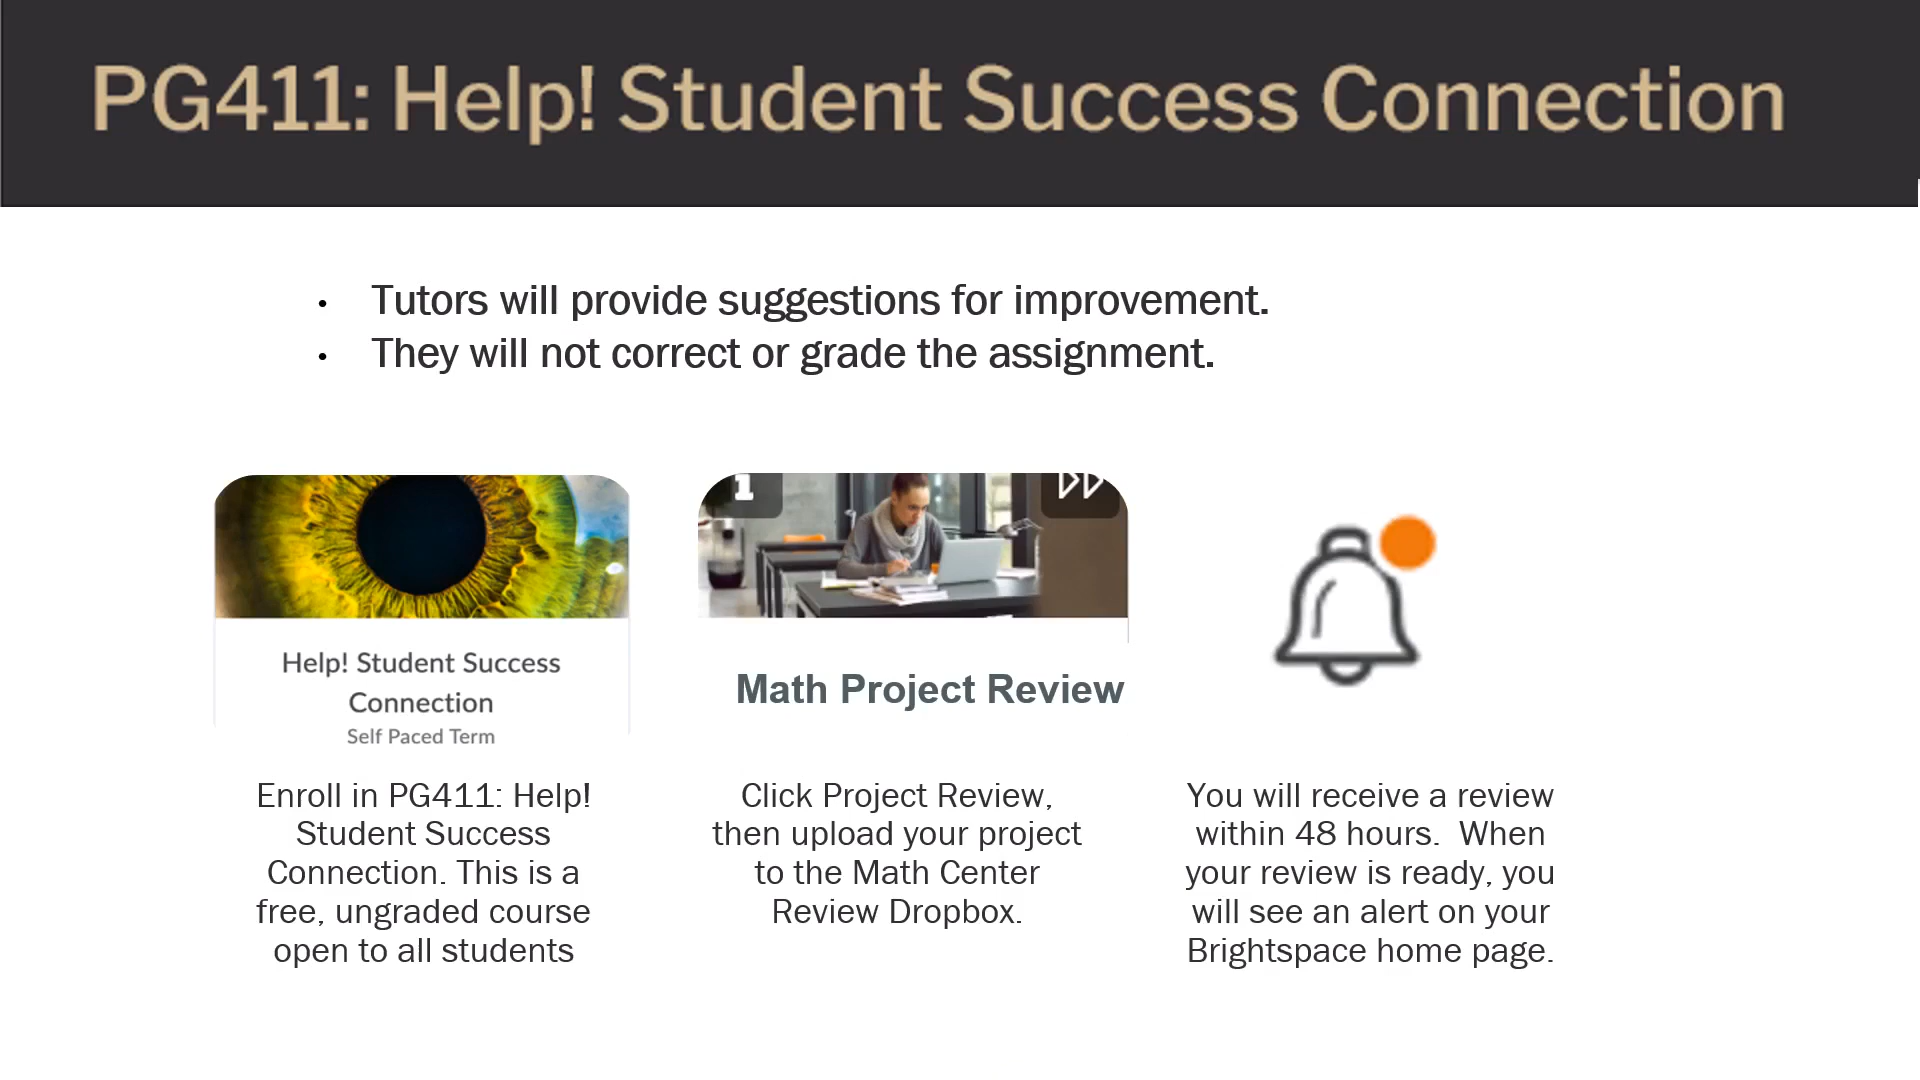 PG411: Help! Student Success Connection
• Tutors will provide suggestions for improvement.
• They will not correct or grade the assignment.
Help! Student Success
Connection
Self Paced Term
Enroll in PG411: Help!
Student Success
Connection. This is a
free, ungraded course
open to all students
1
Math Project Review
Click Project Review,
then upload your project
to the Math Center
Review Dropbox.
You will receive a review
within 48 hours.  When
your review is ready, you
will see an alert on your
Brightspace home page.